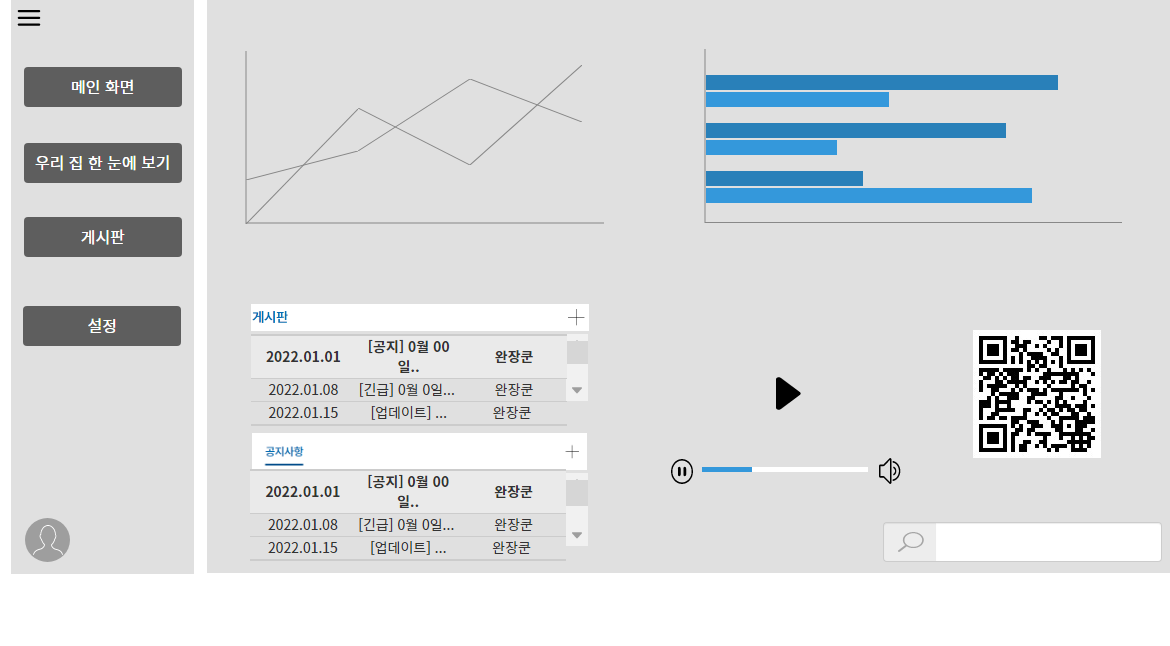 메인 화면
우리 집 한 눈에 보기
게시판
설정
게시판
2022.01.01 [공지] 0월 00 일.. 완장쿤
2022.01.08 [긴급] 0월 0일... 완장쿤
2022.01.15 [업데이트] ... 완장쿤
공지사항
2022.01.01 [공지] 0월 00 일.. 완장쿤
2022.01.08 [긴급] 0월 0일... 완장쿤
2022.01.15 [업데이트] ... 완장쿤